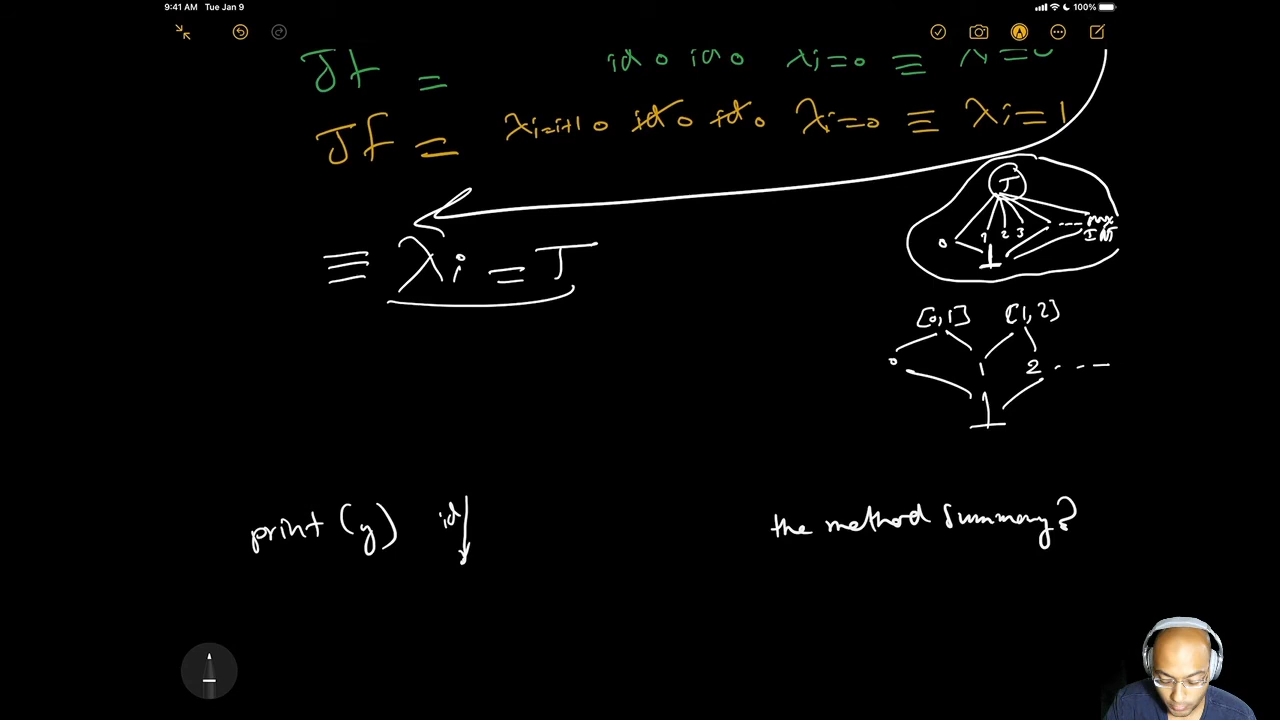 9:41 AM Tue Jan 9 100%
Jf = id ∘ id ∘ λi=0 ≡ λ =0
Jf = λi=i+1 ∘ id ∘ id ∘ λi=0 ≡ λi=1
≡ λi = T
T
0 1 2 3 --- max
⊥ INT
[0,1] [1,2]
0 1 2 ---
⊥
print (y) id
the method summary?